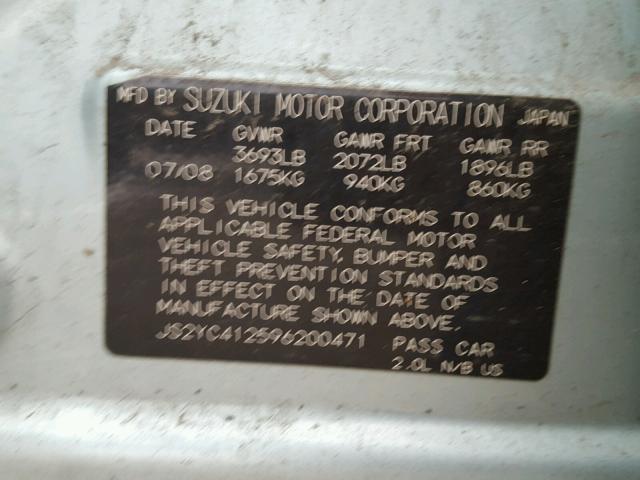 MFD BY SUZUKI MOTOR CORPORATION JAPAN
DATE GVWR GAWR FRT GAWR RR
3693LB 2072LB 1896LB
07/08 1675KG 940KG 860KG
THIS VEHICLE CONFORMS TO ALL
APPLICABLE FEDERAL MOTOR
VEHICLE SAFETY, BUMPER AND
THEFT PREVENTION STANDARDS
IN EFFECT ON THE DATE OF
MANUFACTURE SHOWN ABOVE.
JS2YC412596200471 PASS CAR
2.0L N/B US